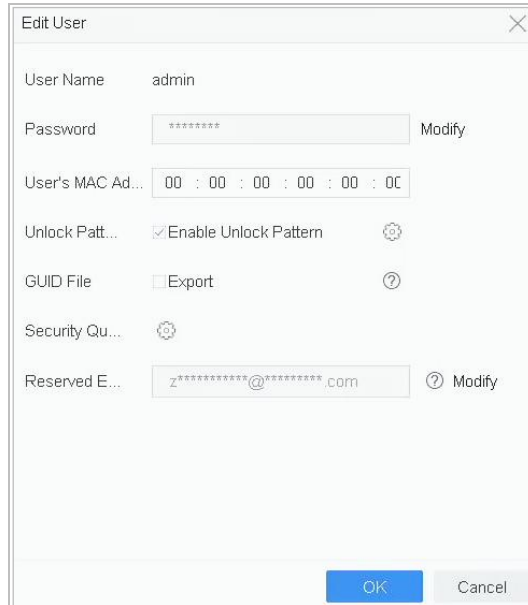 Edit User
User Name admin
Password ******** Modify
User's MAC Ad... 00 : 00 : 00 : 00 : 00 : 00
Unlock Patt... Enable Unlock Pattern
GUID File Export ?
Security Qu...
Reserved E... z***********@*********.com ? Modify
OK Cancel